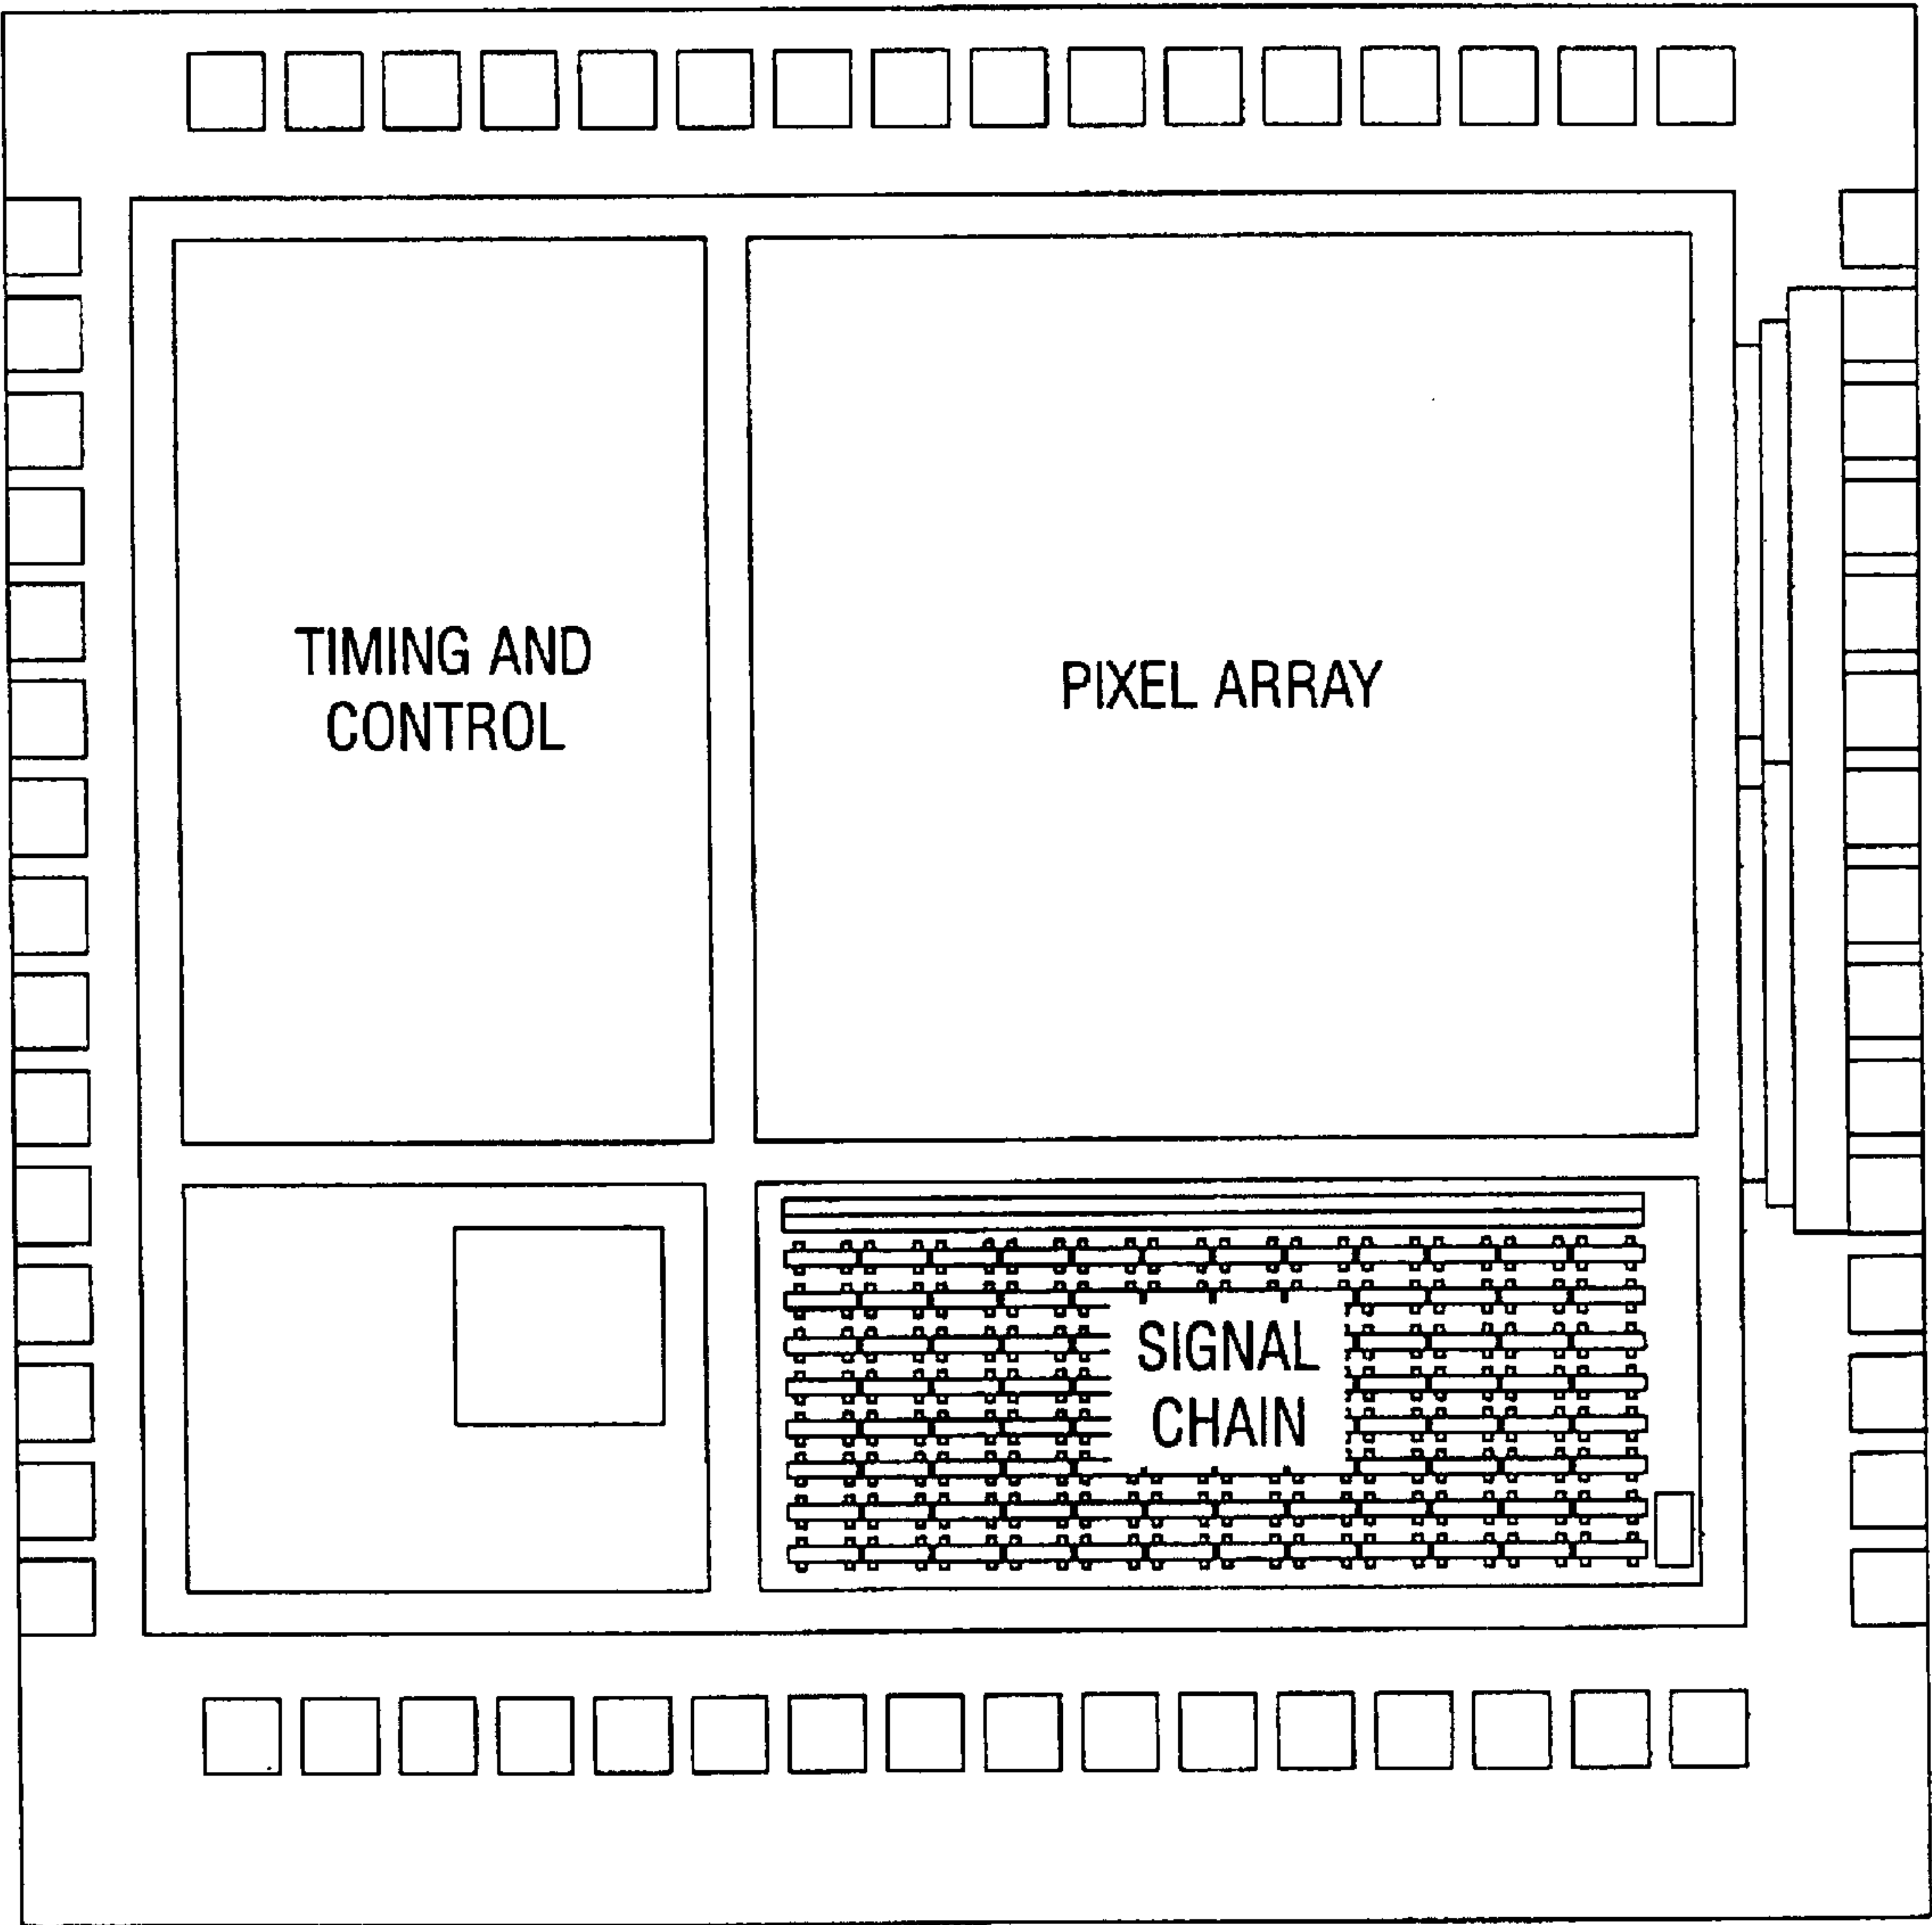 TIMING AND
CONTROL
PIXEL ARRAY
SIGNAL
CHAIN